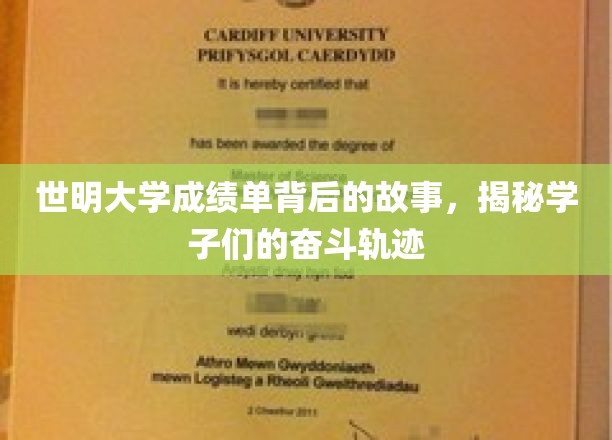 CARDIFF UNIVERSITY
PRIFYSGOL CAERDYDD
It is hereby certified that
has been awarded the degree of
Master of Science
世明大学成绩单背后的故事，揭秘学
子们的奋斗轨迹
wedi derbyn
Athro Mewn Gwyddoniaeth
mewn Logisteg a Rheoli Gweithrediadau
2011